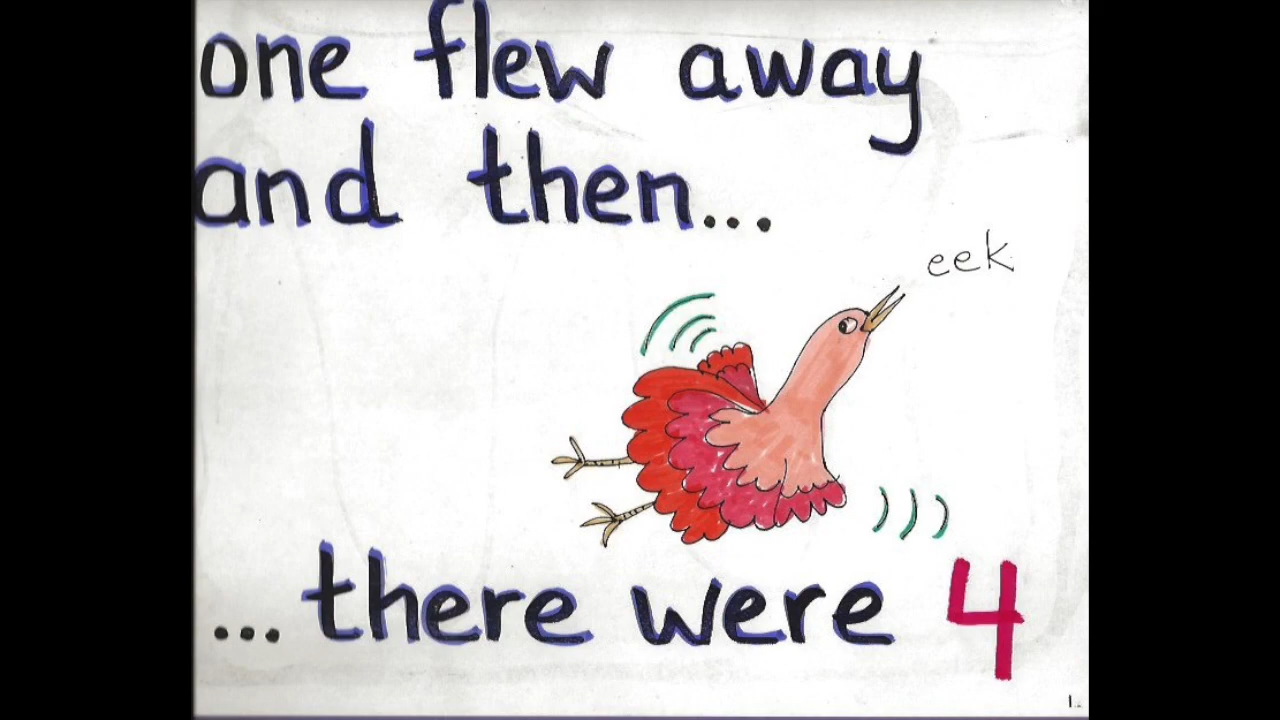 one flew away
and then...
eek
... there were 4